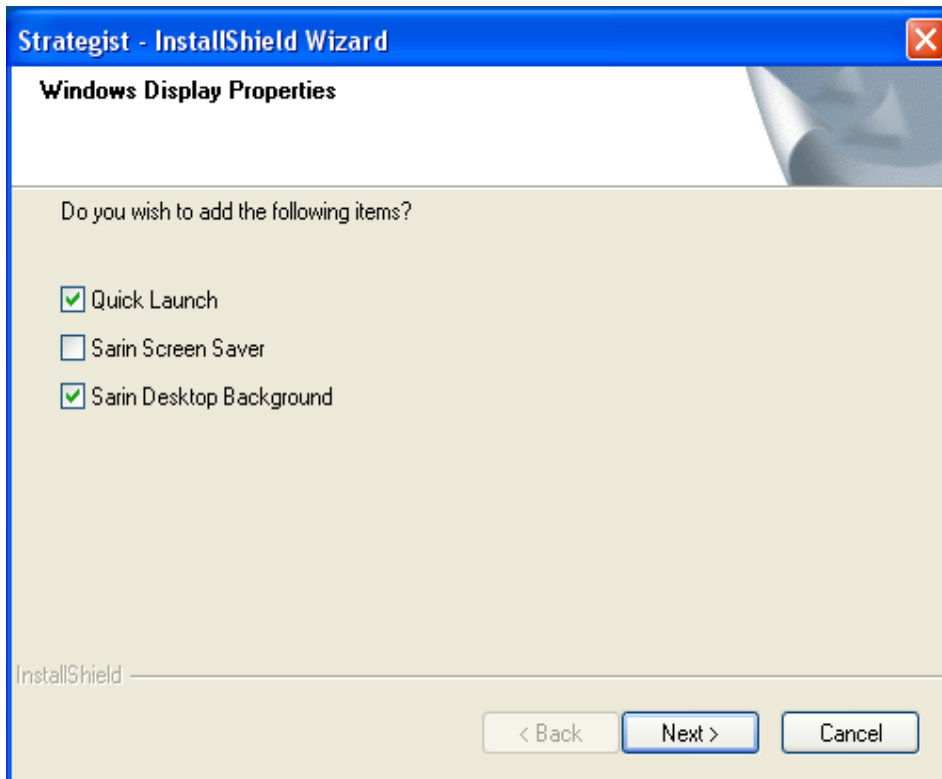 Strategist - InstallShield Wizard
Windows Display Properties
Do you wish to add the following items?
Quick Launch
Sarin Screen Saver
Sarin Desktop Background
InstallShield
< Back Next > Cancel